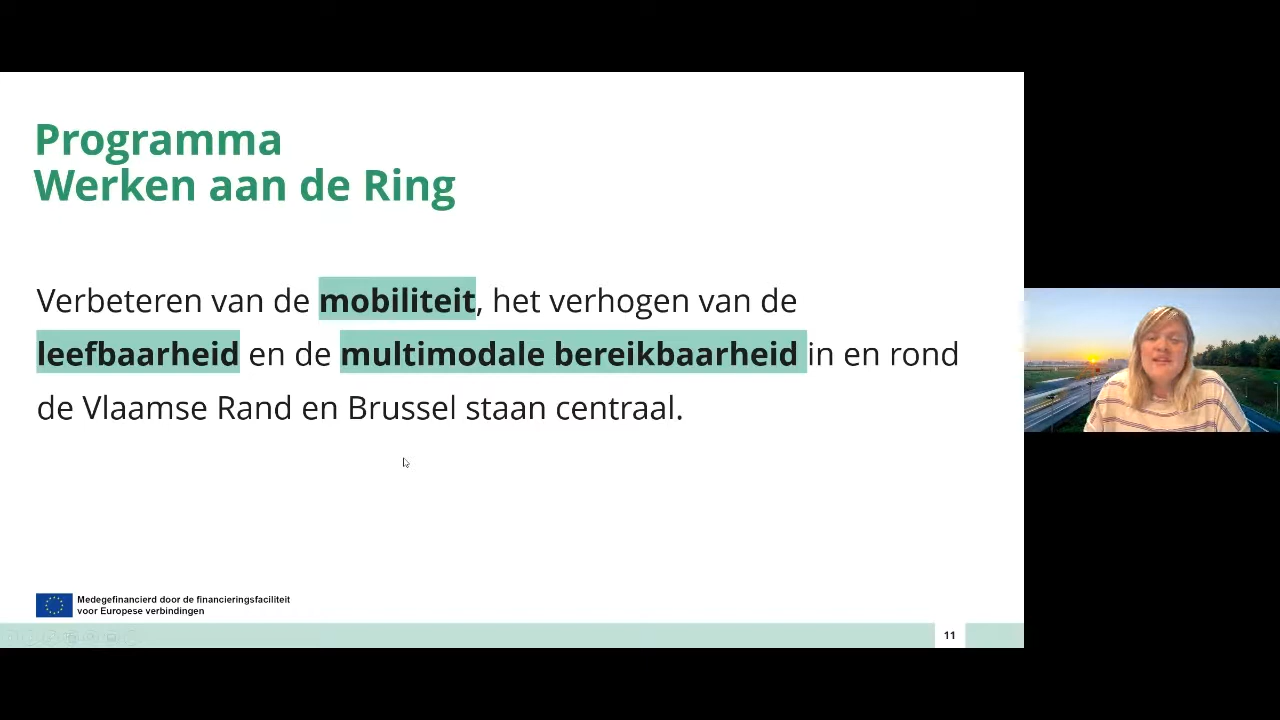 Programma
Werken aan de Ring
Verbeteren van de mobiliteit, het verhogen van de
leefbaarheid en de multimodale bereikbaarheid in en rond
de Vlaamse Rand en Brussel staan centraal.
Medegefinancierd door de financieringsfaciliteit
voor Europese verbindingen
11